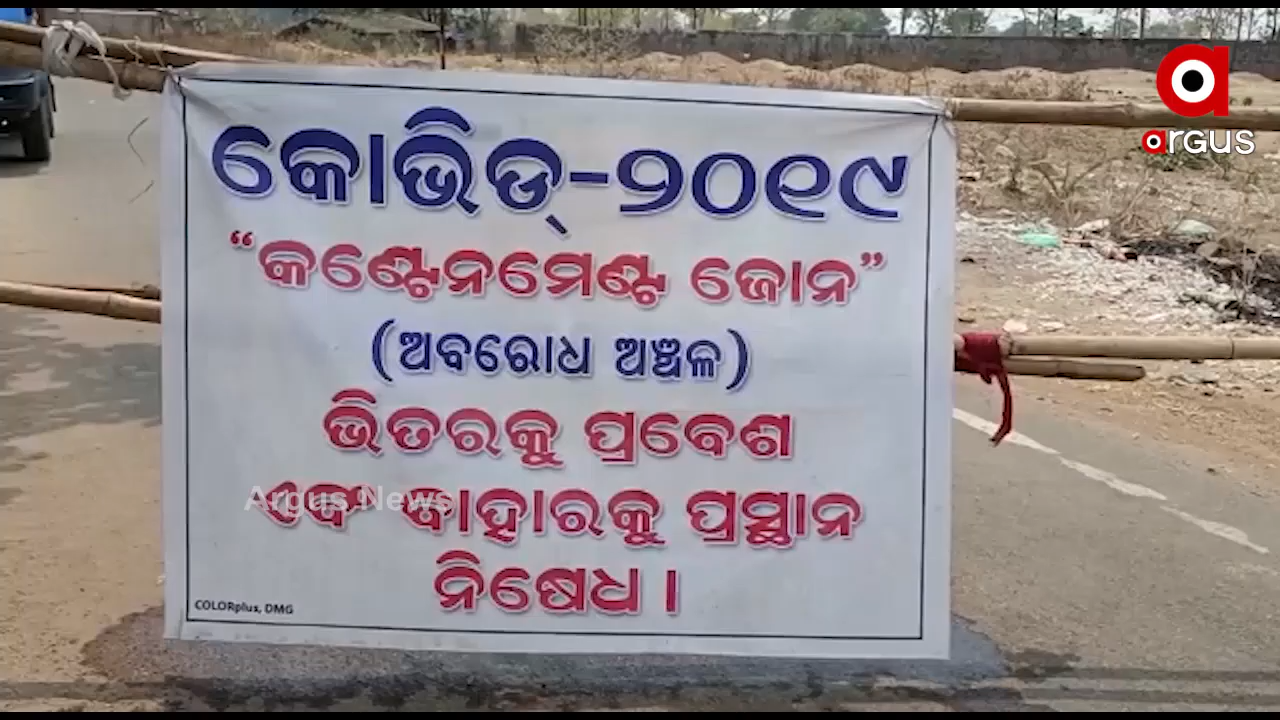 argus
କୋଭିଡ୍-୨୦୧୯
“କଣ୍ଟେନମେଣ୍ଟ ଜୋନ”
(ଅବରୋଧ ଅଞ୍ଚଳ)
ଭିତରକୁ ପ୍ରବେଶ
Argus News
ଏବଂ ବାହାରକୁ ପ୍ରସ୍ଥାନ
ନିଷେଧ ।
COLORplus, DMG